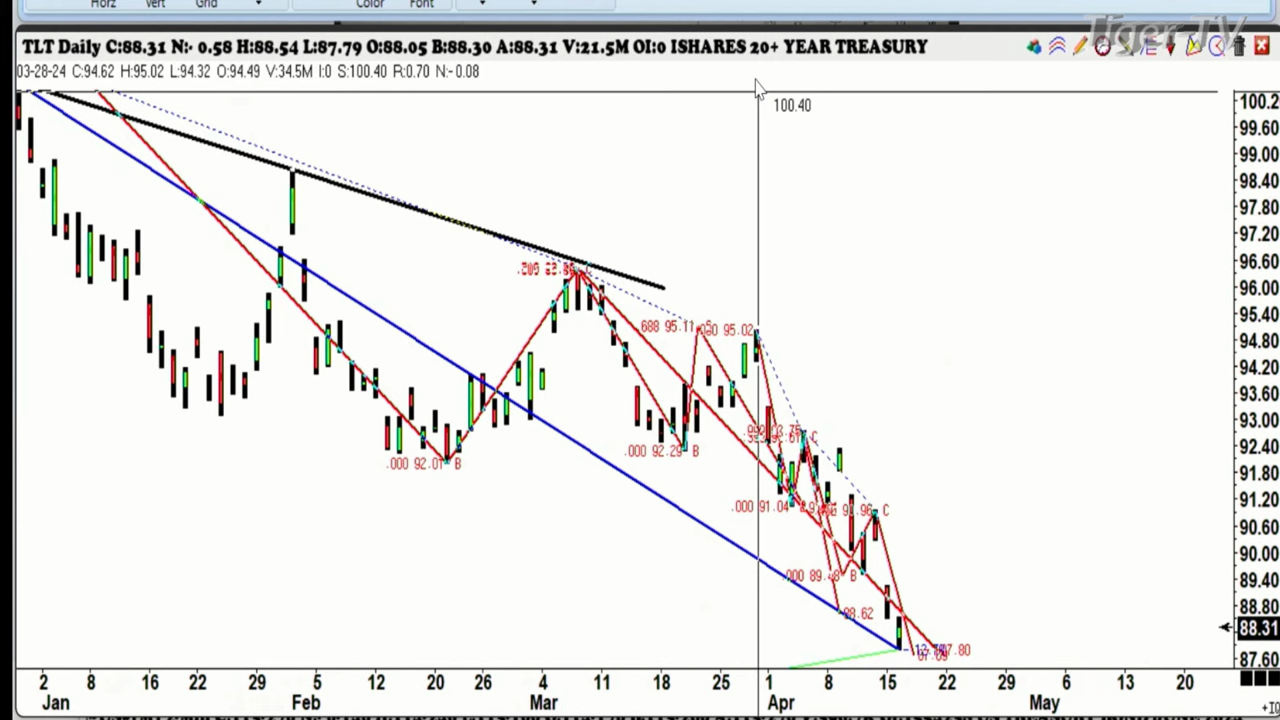 Horz Vert Grid Color Font
Tiger TV
TLT Daily C:88.31 N:- 0.58 H:88.54 L:87.79 O:88.05 B:88.30 A:88.31 V:21.5M OI:0 ISHARES 20+ YEAR TREASURY
03-28-24 C:94.62 H:95.02 L:94.32 O:94.49 V:34.5M I:0 S:100.40 R:0.70 N:-0.08
100.40
100.2
99.60
99.00
98.40
97.80
97.20
96.60
96.00
95.40
94.80
94.20
93.60
93.00
92.40
91.80
91.20
90.60
90.00
89.40
88.80
88.31
87.60
688 95.11
95.02
.000 92.07 B
.000 92.29 B
C
.000 91.04
C
.000 89.48 B
88.62
2 8 16 22 29 5 12 20 26 4 11 18 25 1 8 15 22 29 6 13 20
Jan Feb Mar Apr May